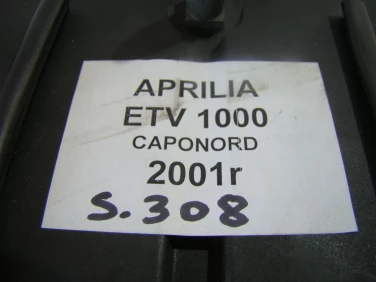 APRILIA
ETV 1000
CAPONORD
2001r
S.308